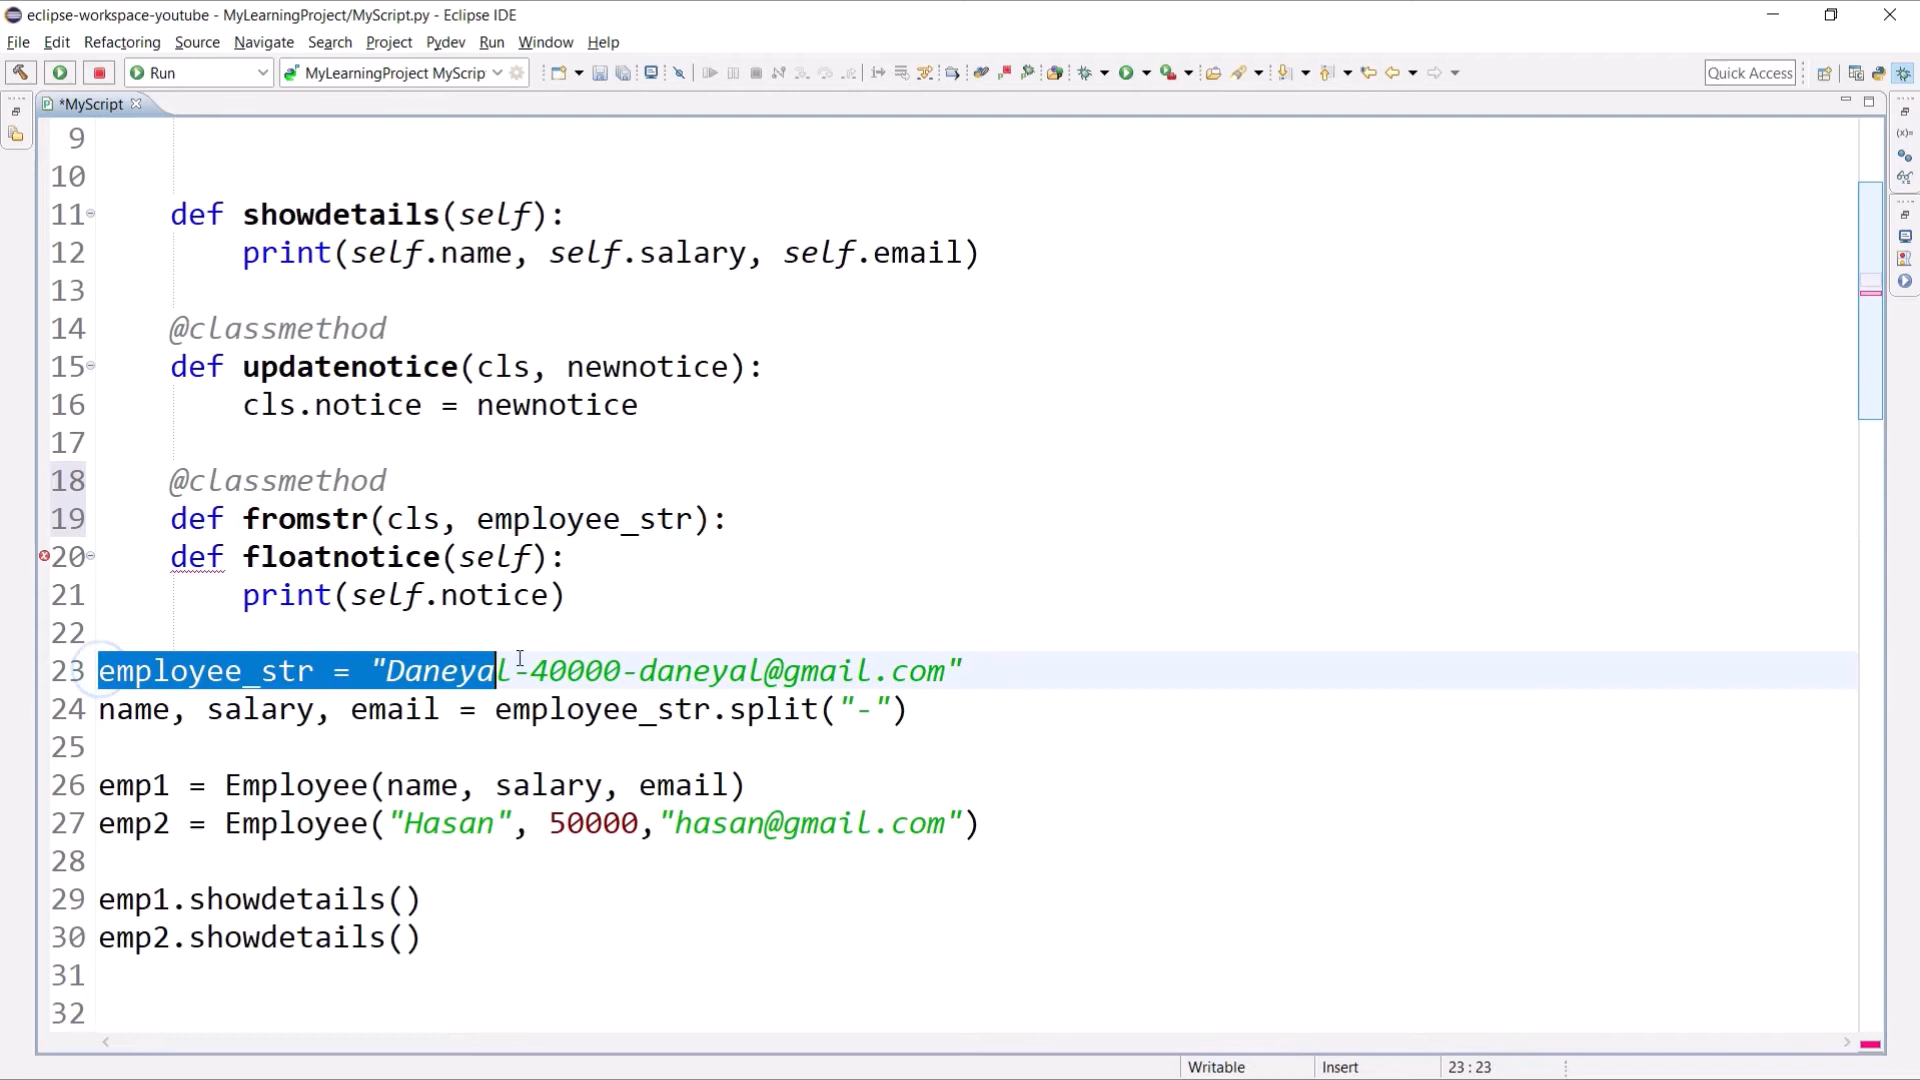 eclipse-workspace-youtube - MyLearningProject/MyScript.py - Eclipse IDE
File Edit Refactoring Source Navigate Search Project Pydev Run Window Help
Run MyLearningProject MyScrip Quick Access
*MyScript
9
10
11 def showdetails(self):
12 print(self.name, self.salary, self.email)
13
14 @classmethod
15 def updatenotice(cls, newnotice):
16 cls.notice = newnotice
17
18 @classmethod
19 def fromstr(cls, employee_str):
20 def floatnotice(self):
21 print(self.notice)
22
23 employee_str = "Daneyal-40000-daneyal@gmail.com"
24 name, salary, email = employee_str.split("-")
25
26 emp1 = Employee(name, salary, email)
27 emp2 = Employee("Hasan", 50000,"hasan@gmail.com")
28
29 emp1.showdetails()
30 emp2.showdetails()
31
32
Writable Insert 23 : 23